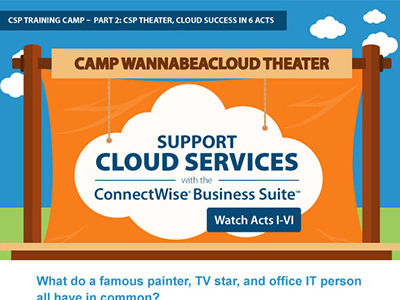 CSP TRAINING CAMP – PART 2: CSP THEATER, CLOUD SUCCESS IN 6 ACTS
CAMP WANNABEACLOUD THEATER
SUPPORT
CLOUD SERVICES
with the
ConnectWise® Business Suite™
Watch Acts I-VI
What do a famous painter, TV star, and office IT person
all have in common?